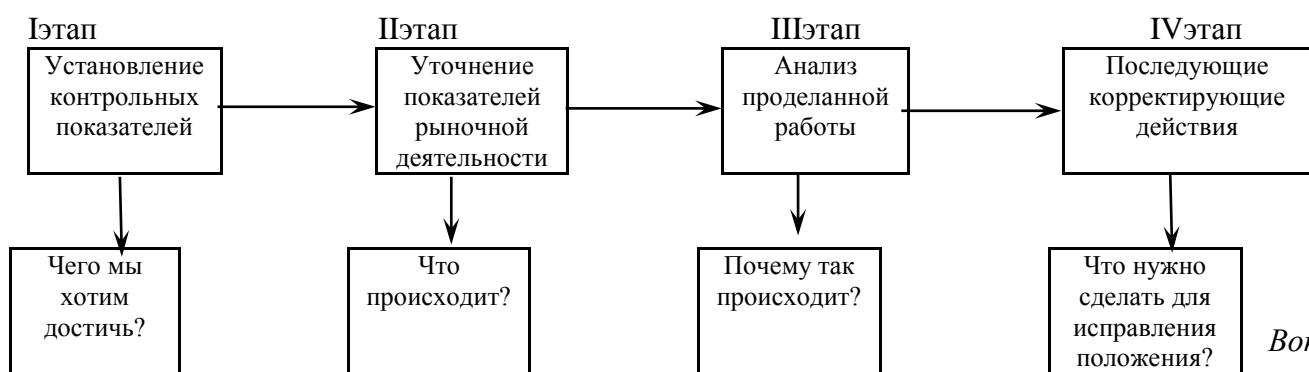 Iэтап
IIэтап
IIIэтап
IVэтап
Установление
контрольных
показателей
Уточнение
показателей
рыночной
деятельности
Анализ
проделанной
работы
Последующие
корректирующие
действия
Чего мы
хотим
достичь?
Что
происходит?
Почему так
происходит?
Что нужно
сделать для
исправления
положения?